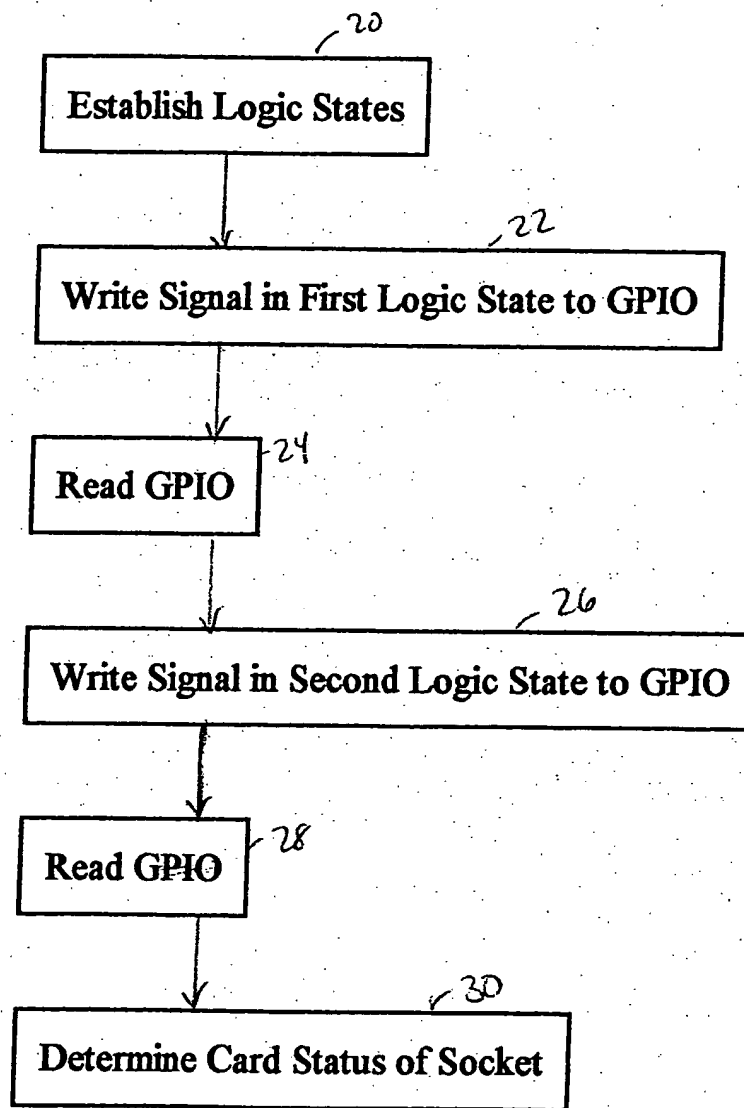 20
Establish Logic States
22
Write Signal in First Logic State to GPIO
24
Read GPIO
26
Write Signal in Second Logic State to GPIO
28
Read GPIO
30
Determine Card Status of Socket